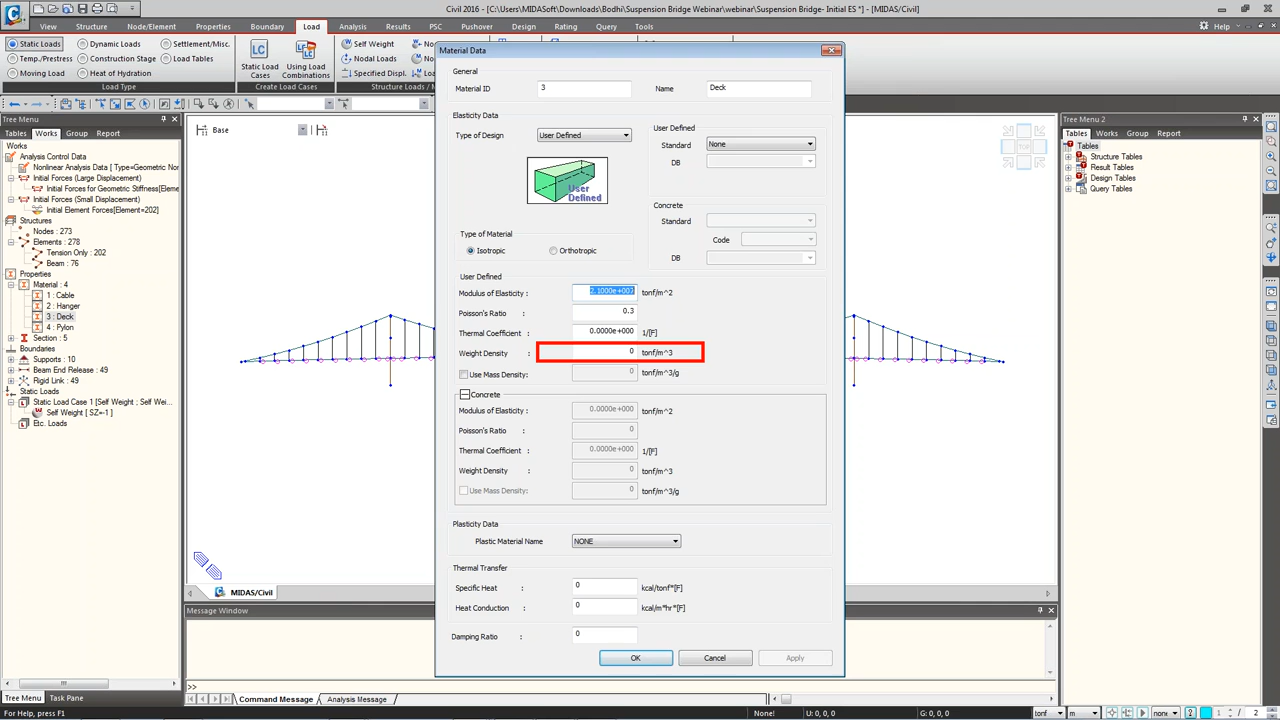 Civil 2016 - [C:\Users\MIDASoft\Downloads\Bodhi\Suspension Bridge Webinar\webinar\Suspension Bridge- Initial ES *] - [MIDAS/Civil]
View Structure Node/Element Properties Boundary Load Analysis Results PSC Pushover Design Rating Query Tools Help
Static Loads Dynamic Loads Settlement/Misc.
Temp./Prestress Construction Stage Load Tables
Moving Load Heat of Hydration
Load Type
Static Load Cases
Using Load Combinations
Create Load Cases
Self Weight
Nodal Loads
Specified Displ.
Structure Loads /
Tree Menu
Tables Works Group Report
Works
Analysis Control Data
Nonlinear Analysis Data [ Type=Geometric Nor
Initial Forces (Large Displacement)
Initial Forces for Geometric Stiffness[Eleme
Initial Forces (Small Displacement)
Initial Element Forces[Element=202]
Structures
Nodes : 273
Elements : 278
Tension Only : 202
Beam : 76
Properties
Material : 4
1 : Cable
2 : Hanger
3 : Deck
4 : Pylon
Section : 5
Boundaries
Supports : 10
Beam End Release : 49
Rigid Link : 49
Static Loads
Static Load Case 1 [Self Weight ; Self Wei...
Self Weight [ SZ=-1 ]
Etc. Loads
Tree Menu Task Pane
Base
MIDAS/Civil
Message Window
>>
Command Message Analysis Message
Material Data
General
Material ID 3 Name Deck
Elasticity Data
Type of Design User Defined
User Defined
User Defined
Standard None
DB
Concrete
Standard
Code
DB
Type of Material
Isotropic Orthotropic
User Defined
Modulus of Elasticity : 2.1000e+007 tonf/m^2
Poisson's Ratio : 0.3
Thermal Coefficient : 0.0000e+000 1/[F]
Weight Density : 0 tonf/m^3
Use Mass Density: 0 tonf/m^3/g
Concrete
Modulus of Elasticity : 0.0000e+000 tonf/m^2
Poisson's Ratio : 0
Thermal Coefficient : 0.0000e+000 1/[F]
Weight Density : 0 tonf/m^3
Use Mass Density: 0 tonf/m^3/g
Plasticity Data
Plastic Material Name NONE
Thermal Transfer
Specific Heat : 0 kcal/tonf*[F]
Heat Conduction : 0 kcal/m*hr*[F]
Damping Ratio : 0
OK Cancel Apply
TOP
Tree Menu 2
Tables Works Group Report
Tables
Structure Tables
Result Tables
Design Tables
Query Tables
For Help, press F1 None! U: 0, 0, 0 G: 0, 0, 0 tonf m none 1 / 2